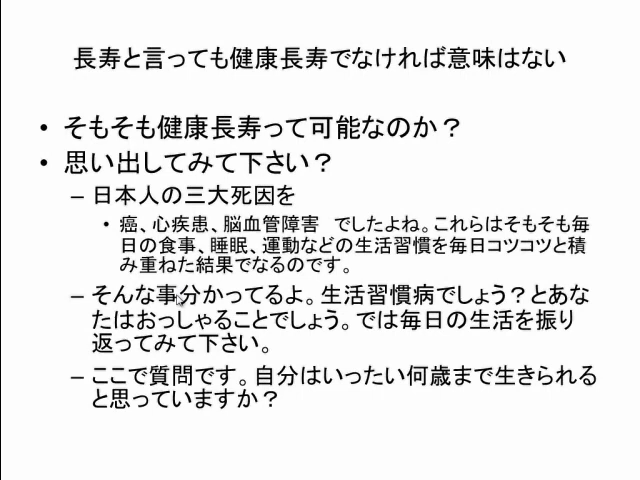 長寿と言っても健康長寿でなければ意味はない
• そもそも健康長寿って可能なのか？
• 思い出してみて下さい？
– 日本人の三大死因を
• 癌、心疾患、脳血管障害　でしたよね。これらはそもそも毎
日の食事、睡眠、運動などの生活習慣を毎日コツコツと積
み重ねた結果でなるのです。
– そんな事分かってるよ。生活習慣病でしょう？とあな
たはおっしゃることでしょう。では毎日の生活を振り
返ってみて下さい。
– ここで質問です。自分はいったい何歳まで生きられる
と思っていますか？